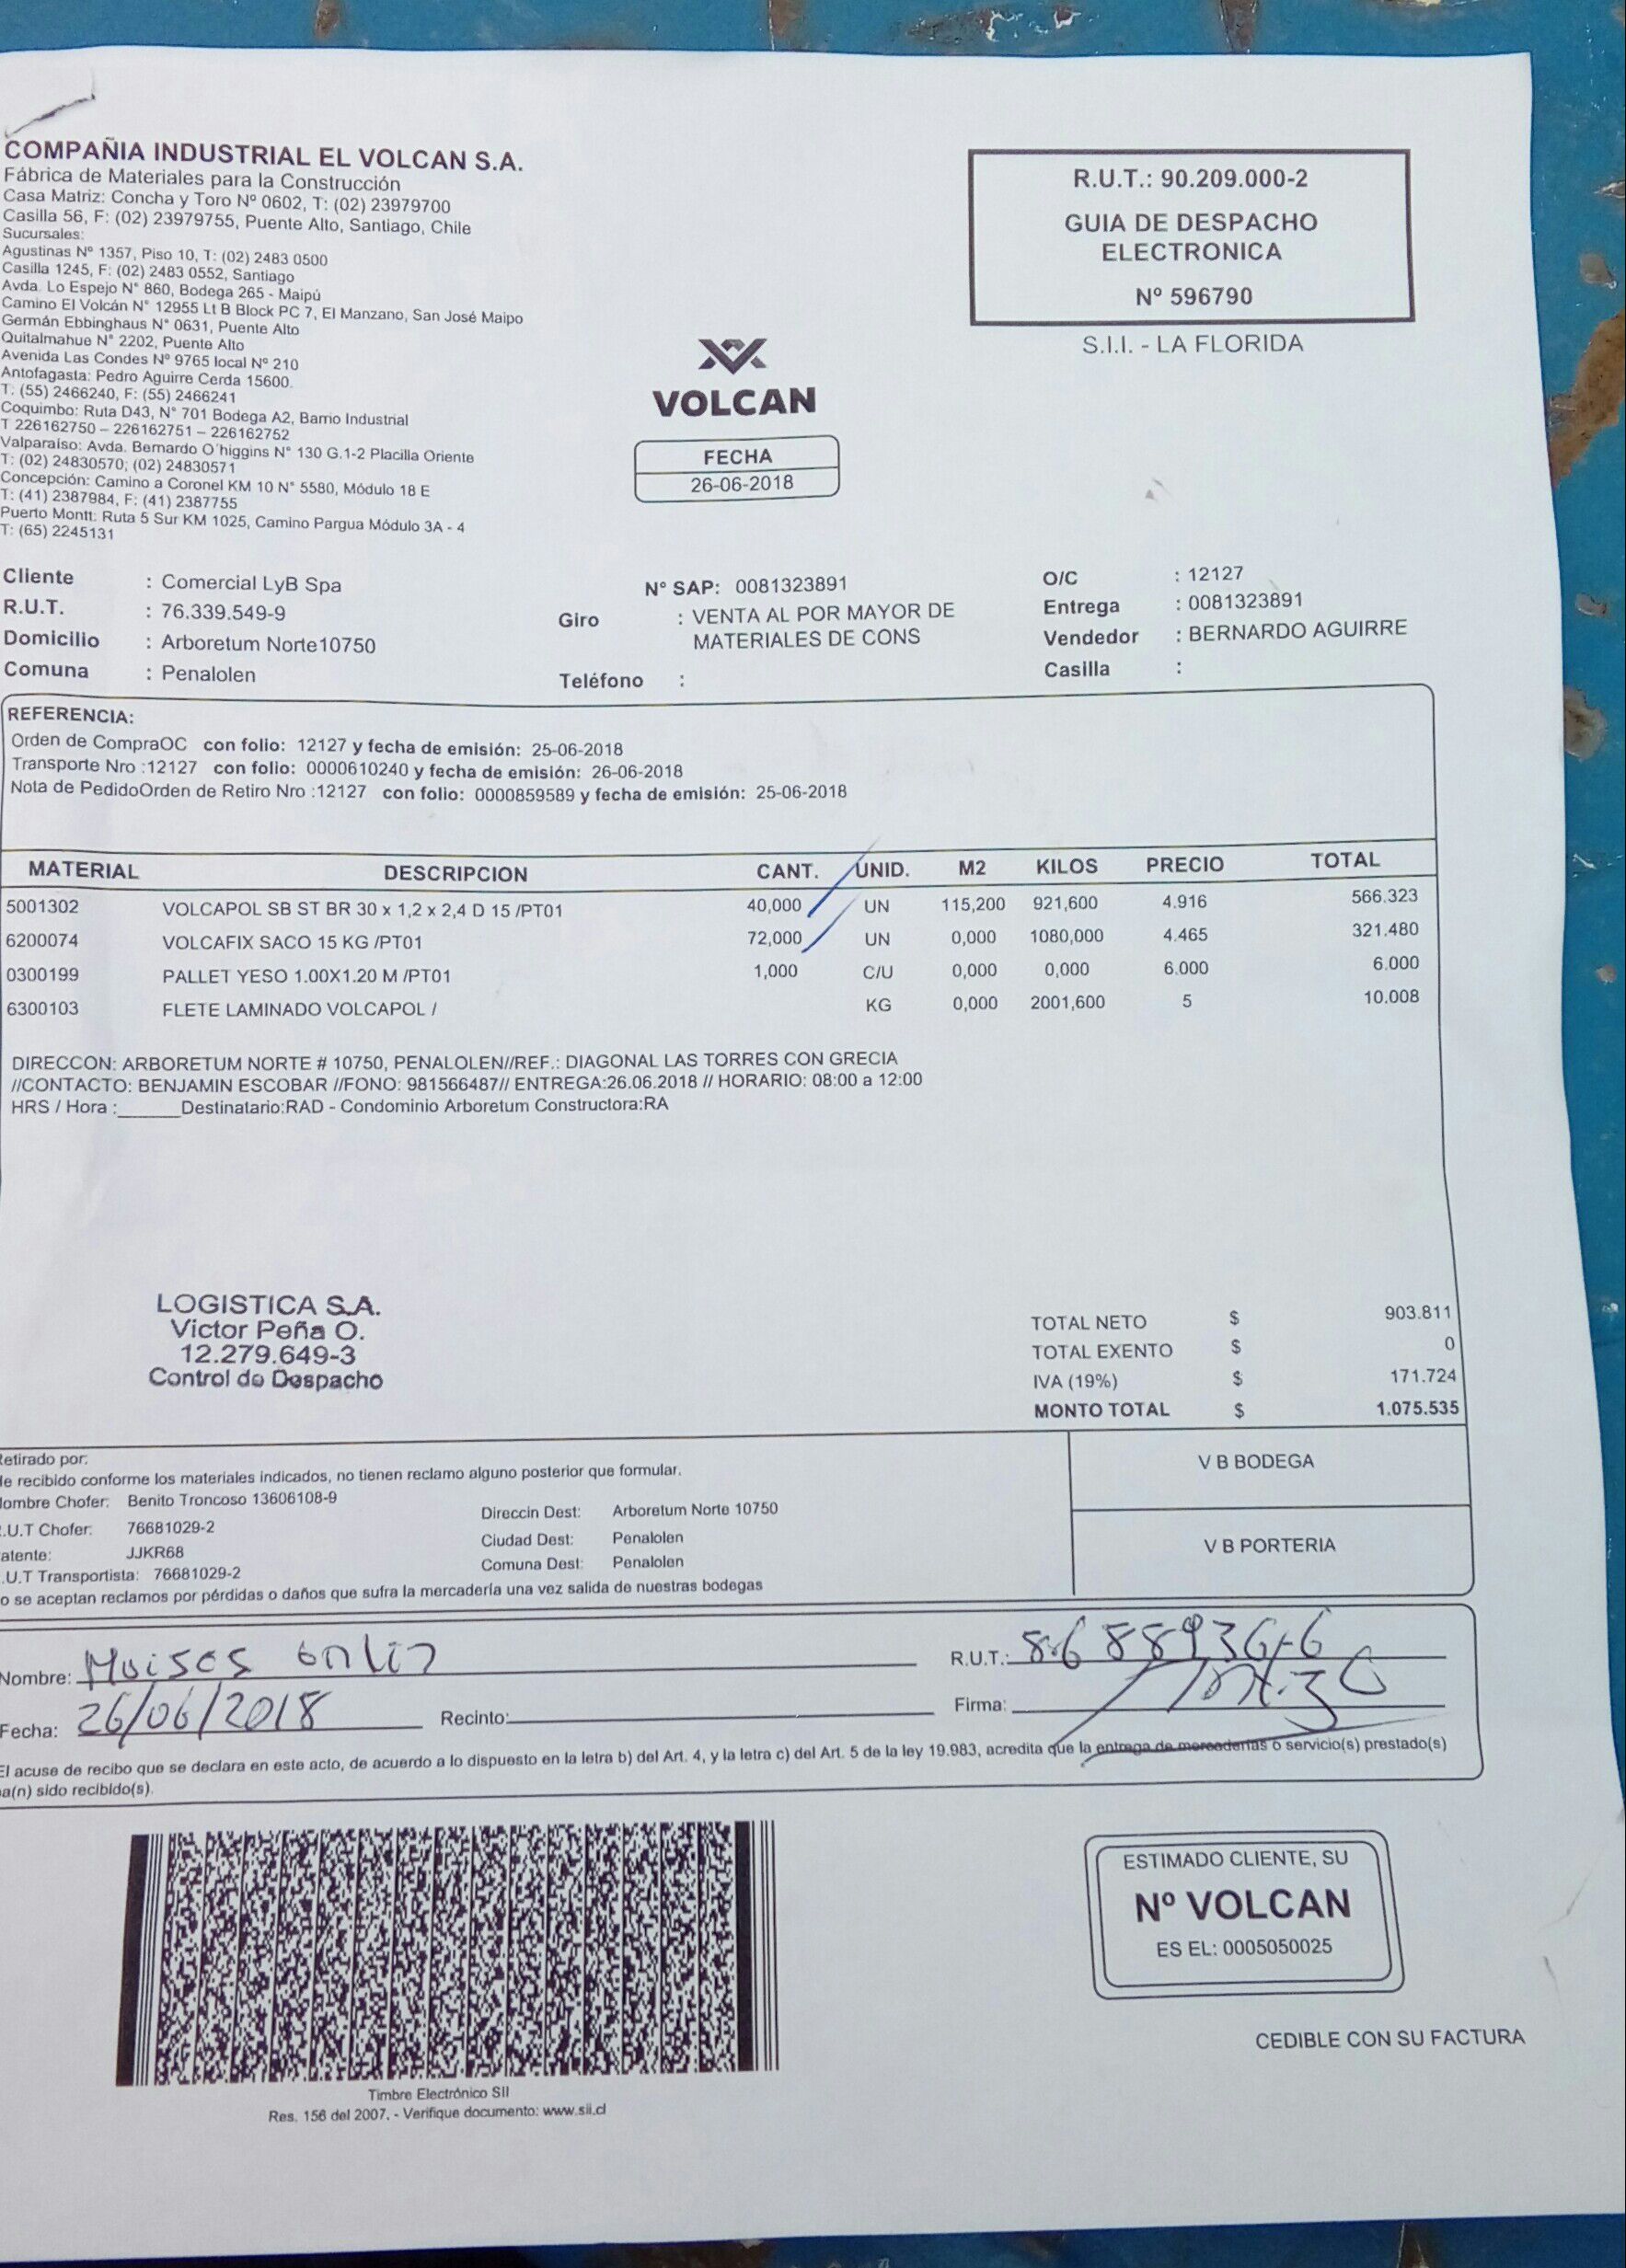 COMPAÑIA INDUSTRIAL EL VOLCAN S.A.
Fábrica de Materiales para la Construcción
Casa Matriz: Concha y Toro Nº 0602, T: (02) 23979700
Casilla 56, F: (02) 23979755, Puente Alto, Santiago, Chile
Sucursales:
Agustinas Nº 1357, Piso 10, T: (02) 2483 0500
Casilla 1245, F: (02) 2483 0552, Santiago
Avda. Lo Espejo N° 860, Bodega 265 - Maipú
Camino El Volcán N° 12955 Lt B Block PC 7, El Manzano, San José Maipo
Germán Ebbinghaus N° 0631, Puente Alto
Quitalmahue N° 2202, Puente Alto
Avenida Las Condes Nº 9765 local Nº 210
Antofagasta: Pedro Aguirre Cerda 15600.
T: (55) 2466240, F: (55) 2466241
Coquimbo: Ruta D43, N° 701 Bodega A2, Barrio Industrial
T 226162750 – 226162751 – 226162752
Valparaiso: Avda. Bernardo O'higgins N° 130 G.1-2 Placilla Oriente
T: (02) 24830570; (02) 24830571
Concepción: Camino a Coronel KM 10 N° 5580, Módulo 18 E
T: (41) 2387984, F: (41) 2387755
Puerto Montt: Ruta 5 Sur KM 1025, Camino Pargua Módulo 3A - 4
T: (65) 2245131
R.U.T.: 90.209.000-2
GUIA DE DESPACHO
ELECTRONICA
Nº 596790
S.I.I. - LA FLORIDA
VOLCAN
FECHA
26-06-2018
Cliente : Comercial LyB Spa Nº SAP: 0081323891 O/C : 12127
R.U.T. : 76.339.549-9 Giro : VENTA AL POR MAYOR DE Entrega : 0081323891
Domicilio : Arboretum Norte10750 MATERIALES DE CONS Vendedor : BERNARDO AGUIRRE
Comuna : Penalolen Teléfono : Casilla :
REFERENCIA:
Orden de CompraOC con folio: 12127 y fecha de emisión: 25-06-2018
Transporte Nro :12127 con folio: 0000610240 y fecha de emisión: 26-06-2018
Nota de PedidoOrden de Retiro Nro :12127 con folio: 0000859589 y fecha de emisión: 25-06-2018
MATERIAL DESCRIPCION CANT. UNID. M2 KILOS PRECIO TOTAL
5001302 VOLCAPOL SB ST BR 30 x 1,2 x 2,4 D 15 /PT01 40,000 UN 115,200 921,600 4.916 566.323
6200074 VOLCAFIX SACO 15 KG /PT01 72,000 UN 0,000 1080,000 4.465 321.480
0300199 PALLET YESO 1.00X1.20 M /PT01 1,000 C/U 0,000 0,000 6.000 6.000
6300103 FLETE LAMINADO VOLCAPOL / KG 0,000 2001,600 5 10.008
DIRECCON: ARBORETUM NORTE # 10750, PENALOLEN//REF.: DIAGONAL LAS TORRES CON GRECIA
//CONTACTO: BENJAMIN ESCOBAR //FONO: 981566487// ENTREGA:26.06.2018 // HORARIO: 08:00 a 12:00
HRS / Hora :______Destinatario:RAD - Condominio Arboretum Constructora:RA
LOGISTICA S.A.
Victor Peña O.
12.279.649-3
Control de Despacho
TOTAL NETO $ 903.811
TOTAL EXENTO $ 0
IVA (19%) $ 171.724
MONTO TOTAL $ 1.075.535
etirado por:
e recibido conforme los materiales indicados, no tienen reclamo alguno posterior que formular.
ombre Chofer: Benito Troncoso 13606108-9
.U.T Chofer: 76681029-2
atente: JJKR68
.U.T Transportista: 76681029-2
Direccin Dest: Arboretum Norte 10750
Ciudad Dest: Penalolen
Comuna Dest: Penalolen
o se aceptan reclamos por pérdidas o daños que sufra la mercadería una vez salida de nuestras bodegas
V B BODEGA
V B PORTERIA
Nombre: Moises R.U.T.: 8.688936-6
Fecha: 26/06/2018 Recinto: Firma:
El acuse de recibo que se declara en este acto, de acuerdo a lo dispuesto en la letra b) del Art. 4, y la letra c) del Art. 5 de la ley 19.983, acredita que la entrega de mercaderias o servicio(s) prestado(s)
a(n) sido recibido(s).
Timbre Electrónico SII
Res. 156 del 2007. - Verifique documento: www.sii.cl
ESTIMADO CLIENTE, SU
Nº VOLCAN
ES EL: 0005050025
CEDIBLE CON SU FACTURA